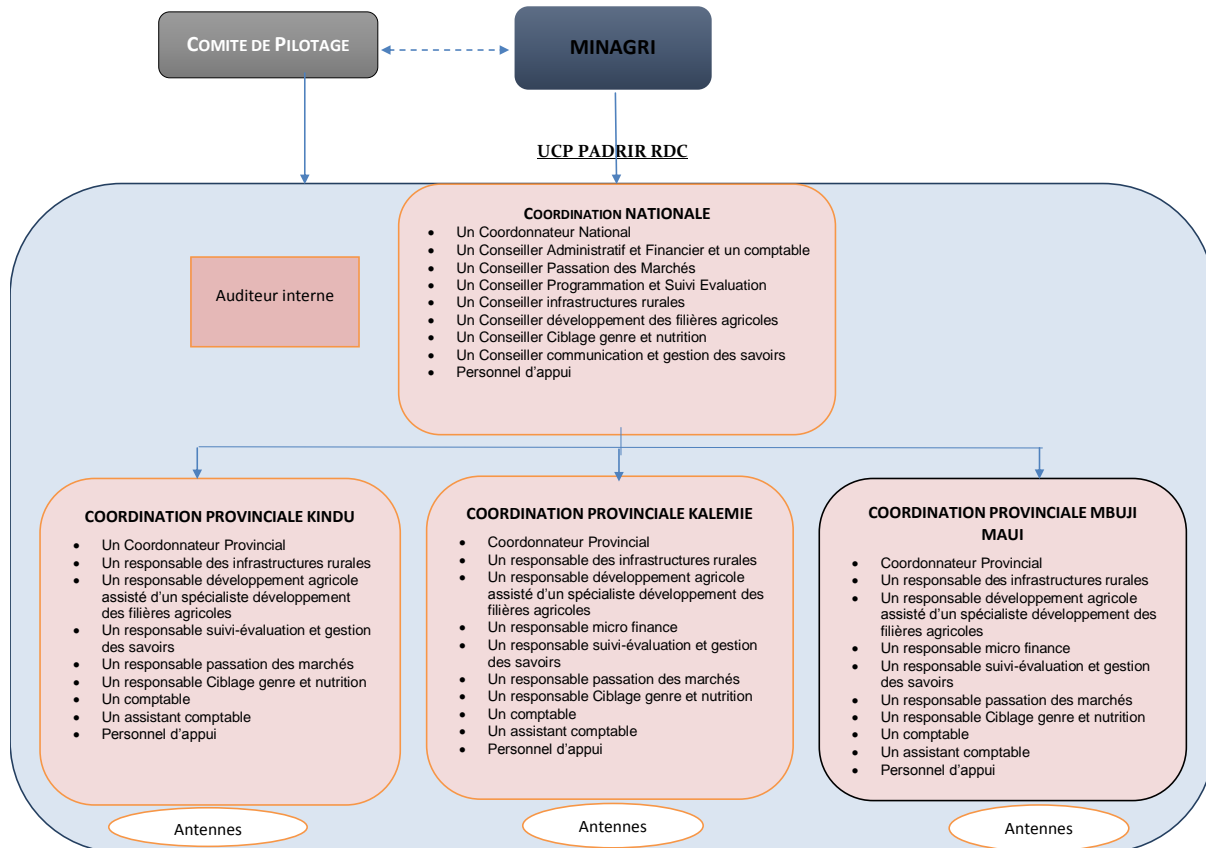 COMITE DE PILOTAGE
MINAGRI
UCP PADRIR RDC
COORDINATION NATIONALE
• Un Coordonnateur National
• Un Conseiller Administratif et Financier et un comptable
• Un Conseiller Passation des Marchés
• Un Conseiller Programmation et Suivi Evaluation
• Un Conseiller infrastructures rurales
• Un Conseiller développement des filières agricoles
• Un Conseiller Ciblage genre et nutrition
• Un Conseiller communication et gestion des savoirs
• Personnel d'appui
Auditeur interne
COORDINATION PROVINCIALE KINDU
• Un Coordonnateur Provincial
• Un responsable des infrastructures rurales
• Un responsable développement agricole
assisté d'un spécialiste développement
des filières agricoles
• Un responsable suivi-évaluation et gestion
des savoirs
• Un responsable passation des marchés
• Un responsable Ciblage genre et nutrition
• Un comptable
• Un assistant comptable
• Personnel d'appui
COORDINATION PROVINCIALE KALEMIE
• Coordonnateur Provincial
• Un responsable des infrastructures rurales
• Un responsable développement agricole
assisté d'un spécialiste développement
des filières agricoles
• Un responsable micro finance
• Un responsable suivi-évaluation et gestion
des savoirs
• Un responsable passation des marchés
• Un responsable Ciblage genre et nutrition
• Un comptable
• Un assistant comptable
• Personnel d'appui
COORDINATION PROVINCIALE MBUJI
MAUI
• Coordonnateur Provincial
• Un responsable des infrastructures rurales
• Un responsable développement agricole
assisté d'un spécialiste développement des
filières agricoles
• Un responsable micro finance
• Un responsable suivi-évaluation et gestion
des savoirs
• Un responsable passation des marchés
• Un responsable Ciblage genre et nutrition
• Un comptable
• Un assistant comptable
• Personnel d'appui
Antennes
Antennes
Antennes